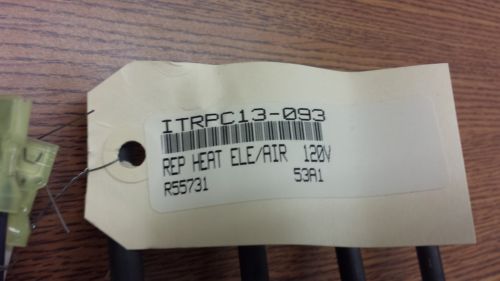 ITRPC13-093
REP HEAT ELE/AIR 120V
R55731 53A1